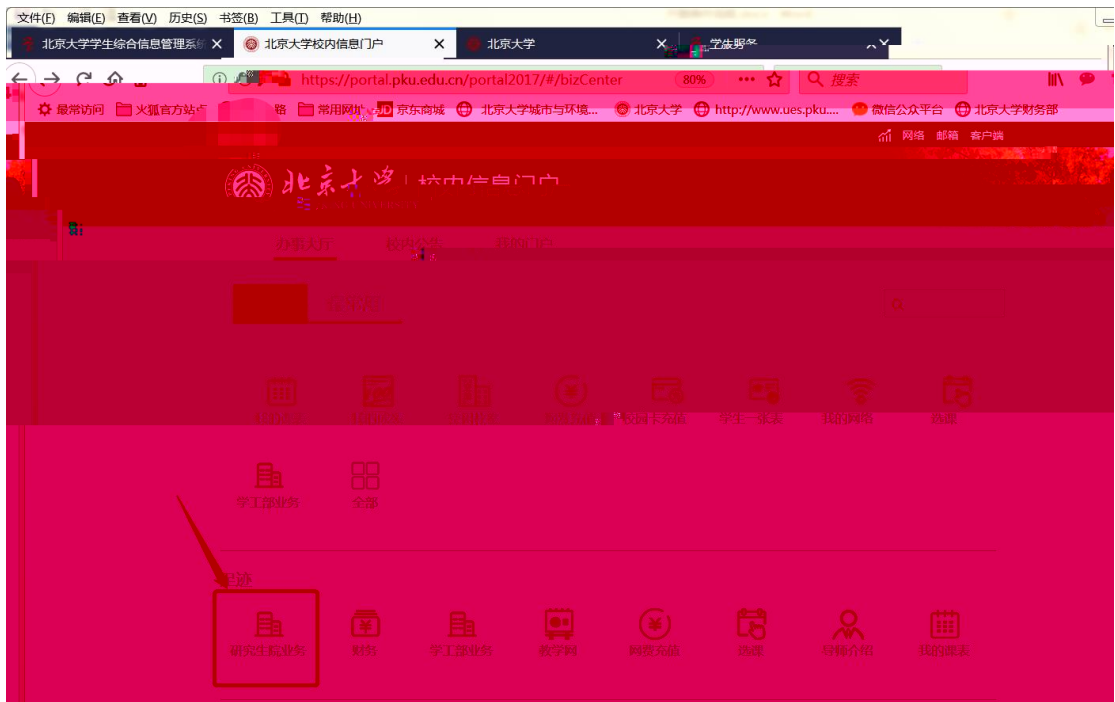 文件(F) 编辑(E) 查看(V) 历史(S) 书签(B) 工具(T) 帮助(H)
北京大学学生综合信息管理系统 北京大学校内信息门户 北京大学
https://portal.pku.edu.cn/portal2017/#/bizCenter 80% 搜索
最常访问 火狐官方站点 常用网址 京东商城 北京大学城市与环境... 北京大学 http://www.ues.pku.... 微信公众平台 北京大学财务部
网络 邮箱 客户端
北京大学 校内信息门户
办事大厅 校内公告 我的门户
校园卡充值 学生一张表 我的网络 选课
学工部业务 全部
足迹
研究生院业务 财务 学工部业务 教学网 网费充值 选课 导师介绍 我的课表